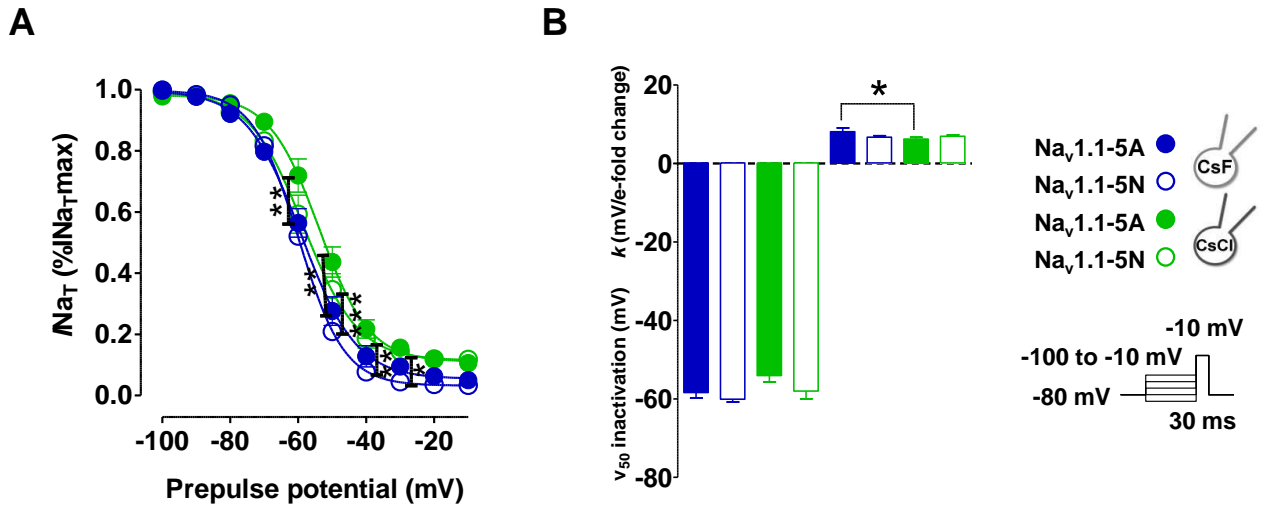 A
INa_T (%INa_Tmax)
1.0
0.8
0.6
0.4
0.2
0.0
-100
-80
-60
-40
-20
Prepulse potential (mV)
**
**
***
**
*
B
v50 inactivation (mV)
k (mV/e-fold change)
20
0
-20
-40
-60
-80
*
Nav1.1-5A
Nav1.1-5N
CsF
Nav1.1-5A
Nav1.1-5N
CsCl
-10 mV
-100 to -10 mV
-80 mV
30 ms